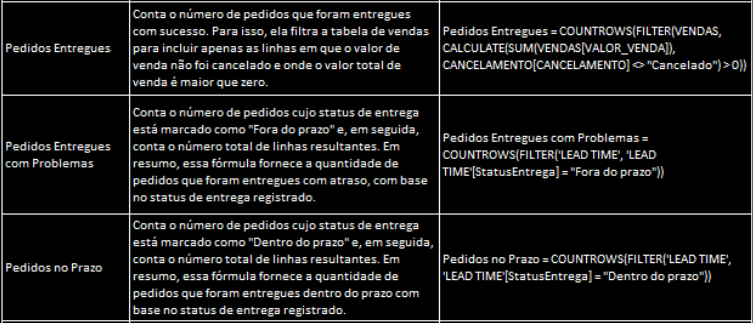 Pedidos Entregues
Conta o número de pedidos que foram entregues
com sucesso. Para isso, ela filtra a tabela de vendas
para incluir apenas as linhas em que o valor de
venda não foi cancelado e onde o valor total de
venda é maior que zero.
Pedidos Entregues = COUNTROWS(FILTER(VENDAS,
CALCULATE(SUM(VENDAS[VALOR_VENDA]),
CANCELAMENTO[CANCELAMENTO] <> "Cancelado") > 0))
Pedidos Entregues
com Problemas
Conta o número de pedidos cujo status de entrega
está marcado como "Fora do prazo" e, em seguida,
conta o número total de linhas resultantes. Em
resumo, essa fórmula fornece a quantidade de
pedidos que foram entregues com atraso, com base
no status de entrega registrado.
Pedidos Entregues com Problemas =
COUNTROWS(FILTER('LEAD TIME', 'LEAD
TIME'[StatusEntrega] = "Fora do prazo"))
Pedidos no Prazo
Conta o número de pedidos cujo status de entrega
está marcado como "Dentro do prazo" e, em seguida,
conta o número total de linhas resultantes. Em
resumo, essa fórmula fornece a quantidade de
pedidos que foram entregues dentro do prazo com
base no status de entrega registrado.
Pedidos no Prazo = COUNTROWS(FILTER('LEAD TIME',
'LEAD TIME'[StatusEntrega] = "Dentro do prazo"))